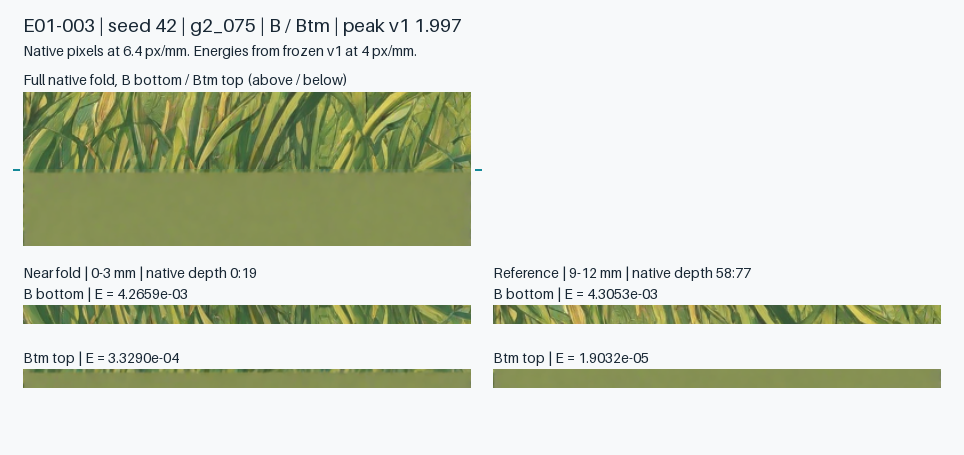 E01-003 | seed 42 | g2_075 | B / Btm | peak v1 1.997
Native pixels at 6.4 px/mm. Energies from frozen v1 at 4 px/mm.
Full native fold, B bottom / Btm top (above / below)
Near fold | 0-3 mm | native depth 0:19
B bottom | E = 4.2659e-03
Btm top | E = 3.3290e-04
Reference | 9-12 mm | native depth 58:77
B bottom | E = 4.3053e-03
Btm top | E = 1.9032e-05